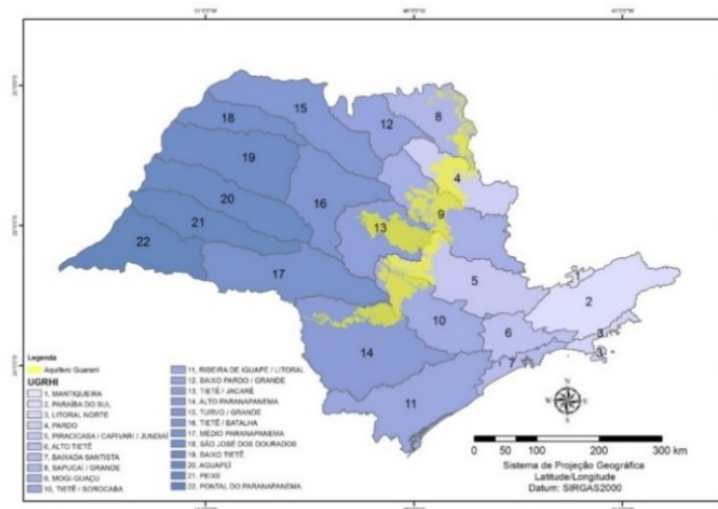 15
18
12
8
19
4
16
20
9
13
21
22
17
5
1
2
10
6
3
14
7
3
11
Legenda
Aquífero Guarani
UGRHI
1, MANTIQUEIRA
2, PARAÍBA DO SUL
3, LITORAL NORTE
4, PARDO
5, PIRACICABA / CAPIVARI / JUNDIAÍ
6, ALTO TIETÊ
7, BAIXADA SANTISTA
8, SAPUCAÍ / GRANDE
9, MOGI-GUAÇU
10, TIETÊ / SOROCABA
11, RIBEIRA DE IGUAPE / LITORAL
12, BAIXO PARDO / GRANDE
13, TIETÊ / JACARÉ
14, ALTO PARANAPANEMA
15, TURVO / GRANDE
16, TIETÊ / BATALHA
17, MÉDIO PARANAPANEMA
18, SÃO JOSÉ DOS DOURADOS
19, BAIXO TIETÊ
20, AGUAPEÍ
21, PEIXE
22, PONTAL DO PARANAPANEMA
N
W E
S
0 50 100 200 300 km
Sistema de Projeção Geográfica
Latitude/Longitude
Datum: SIRGAS2000